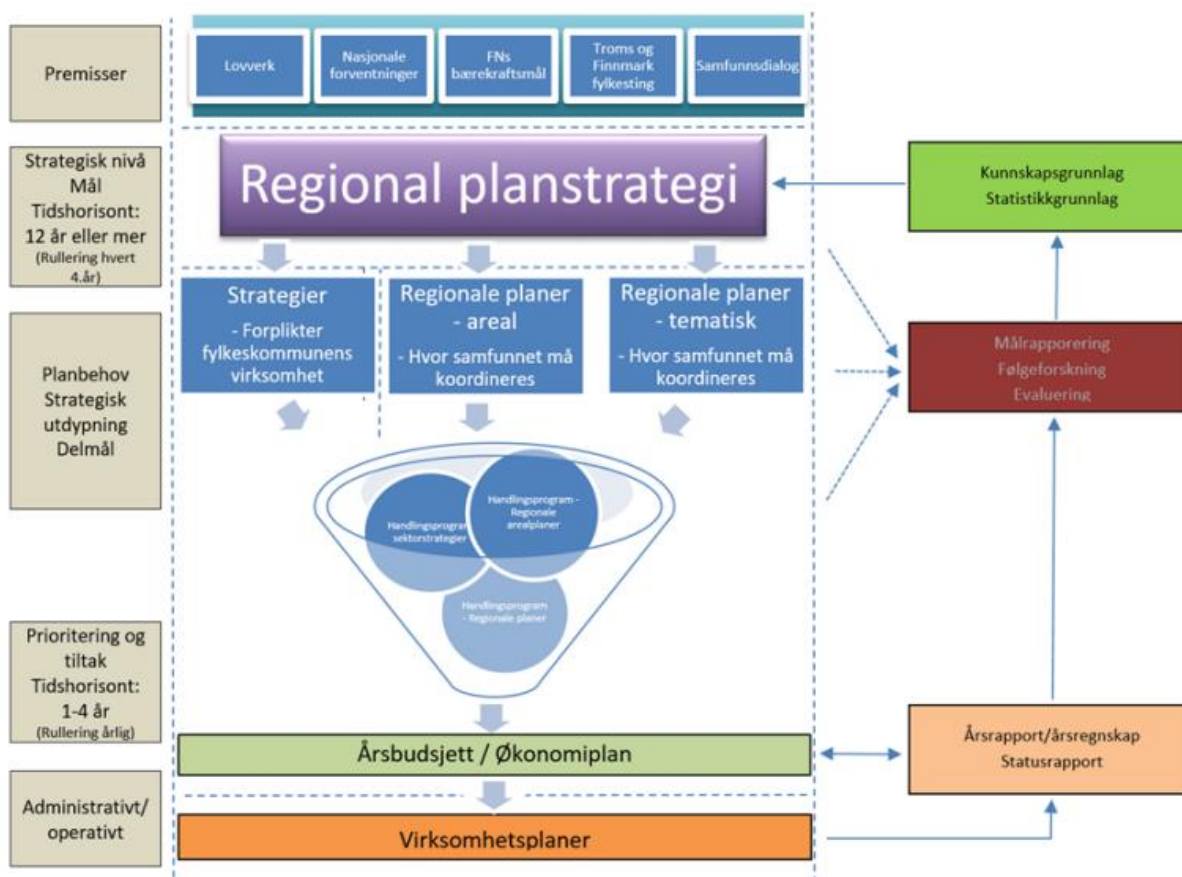 Premisser
Lovverk
Nasjonale
forventninger
FNs
bærekraftsmål
Troms og
Finnmark
fylkesting
Samfunnsdialog
Strategisk nivå
Mål
Tidshorisont:
12 år eller mer
(Rullering hvert
4.år)
Regional planstrategi
Kunnskapsgrunnlag
Statistikkgrunnlag
Planbehov
Strategisk
utdypning
Delmål
Strategier
- Forplikter
fylkeskommunens
virksomhet
Regionale planer
- areal
- Hvor samfunnet må
koordineres
Regionale planer
- tematisk
- Hvor samfunnet må
koordineres
Målrapporering
Følgeforskning
Evaluering
Handlingsprogram
sektorstrategier
Handlingsprogram -
Regionale
arealplaner
Handlingsprogram
- Regionale planer
Prioritering og
tiltak
Tidshorisont:
1-4 år
(Rullering årlig)
Årsbudsjett / Økonomiplan
Årsrapport/årsregnskap
Statusrapport
Administrativt/
operativt
Virksomhetsplaner